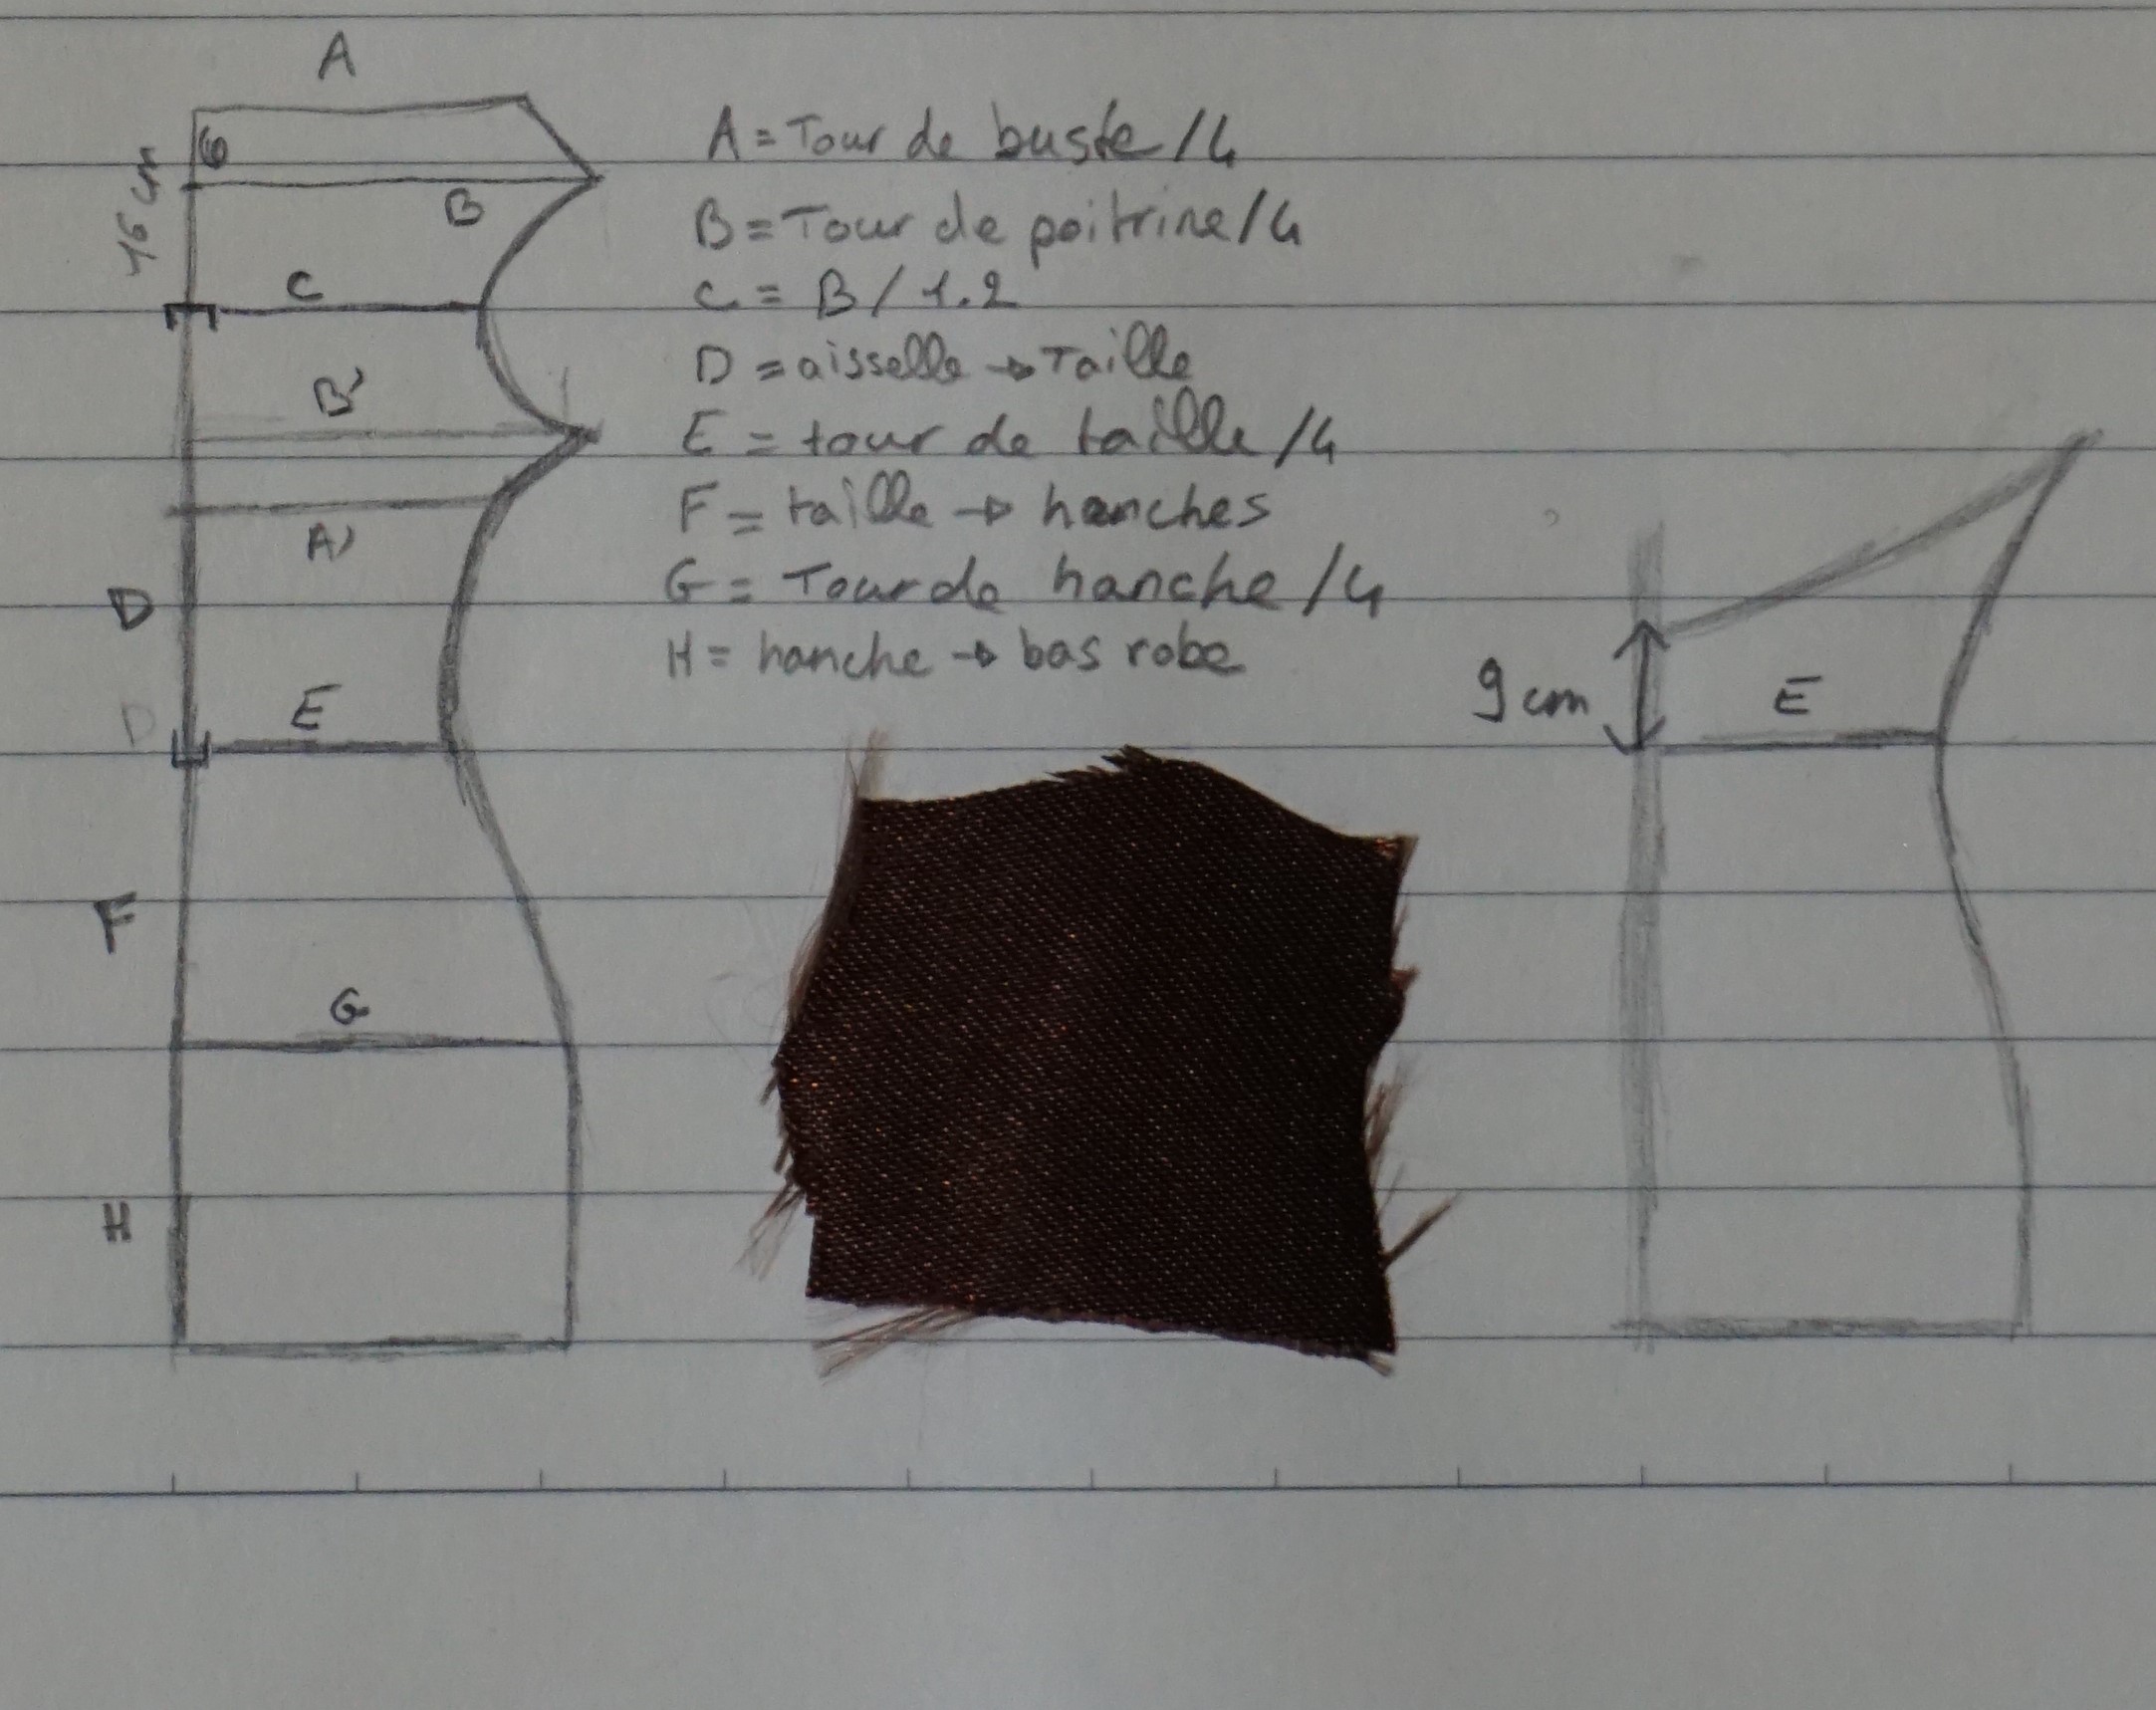 A
6
16 cm
B
C
B'
A'
D
D
E
F
G
H
A = Tour de buste /4
B = Tour de poitrine /4
C = B / 1.2
D = aisselle → Taille
E = tour de taille /4
F = taille → hanches
G = Tour de hanche /4
H = hanche → bas robe
9 cm
E